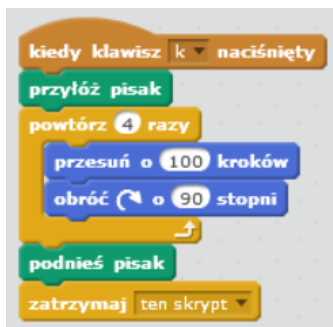 kiedy klawisz k naciśnięty
przyłóż pisak
powtórz 4 razy
przesuń o 100 kroków
obróć o 90 stopni
podnieś pisak
zatrzymaj ten skrypt